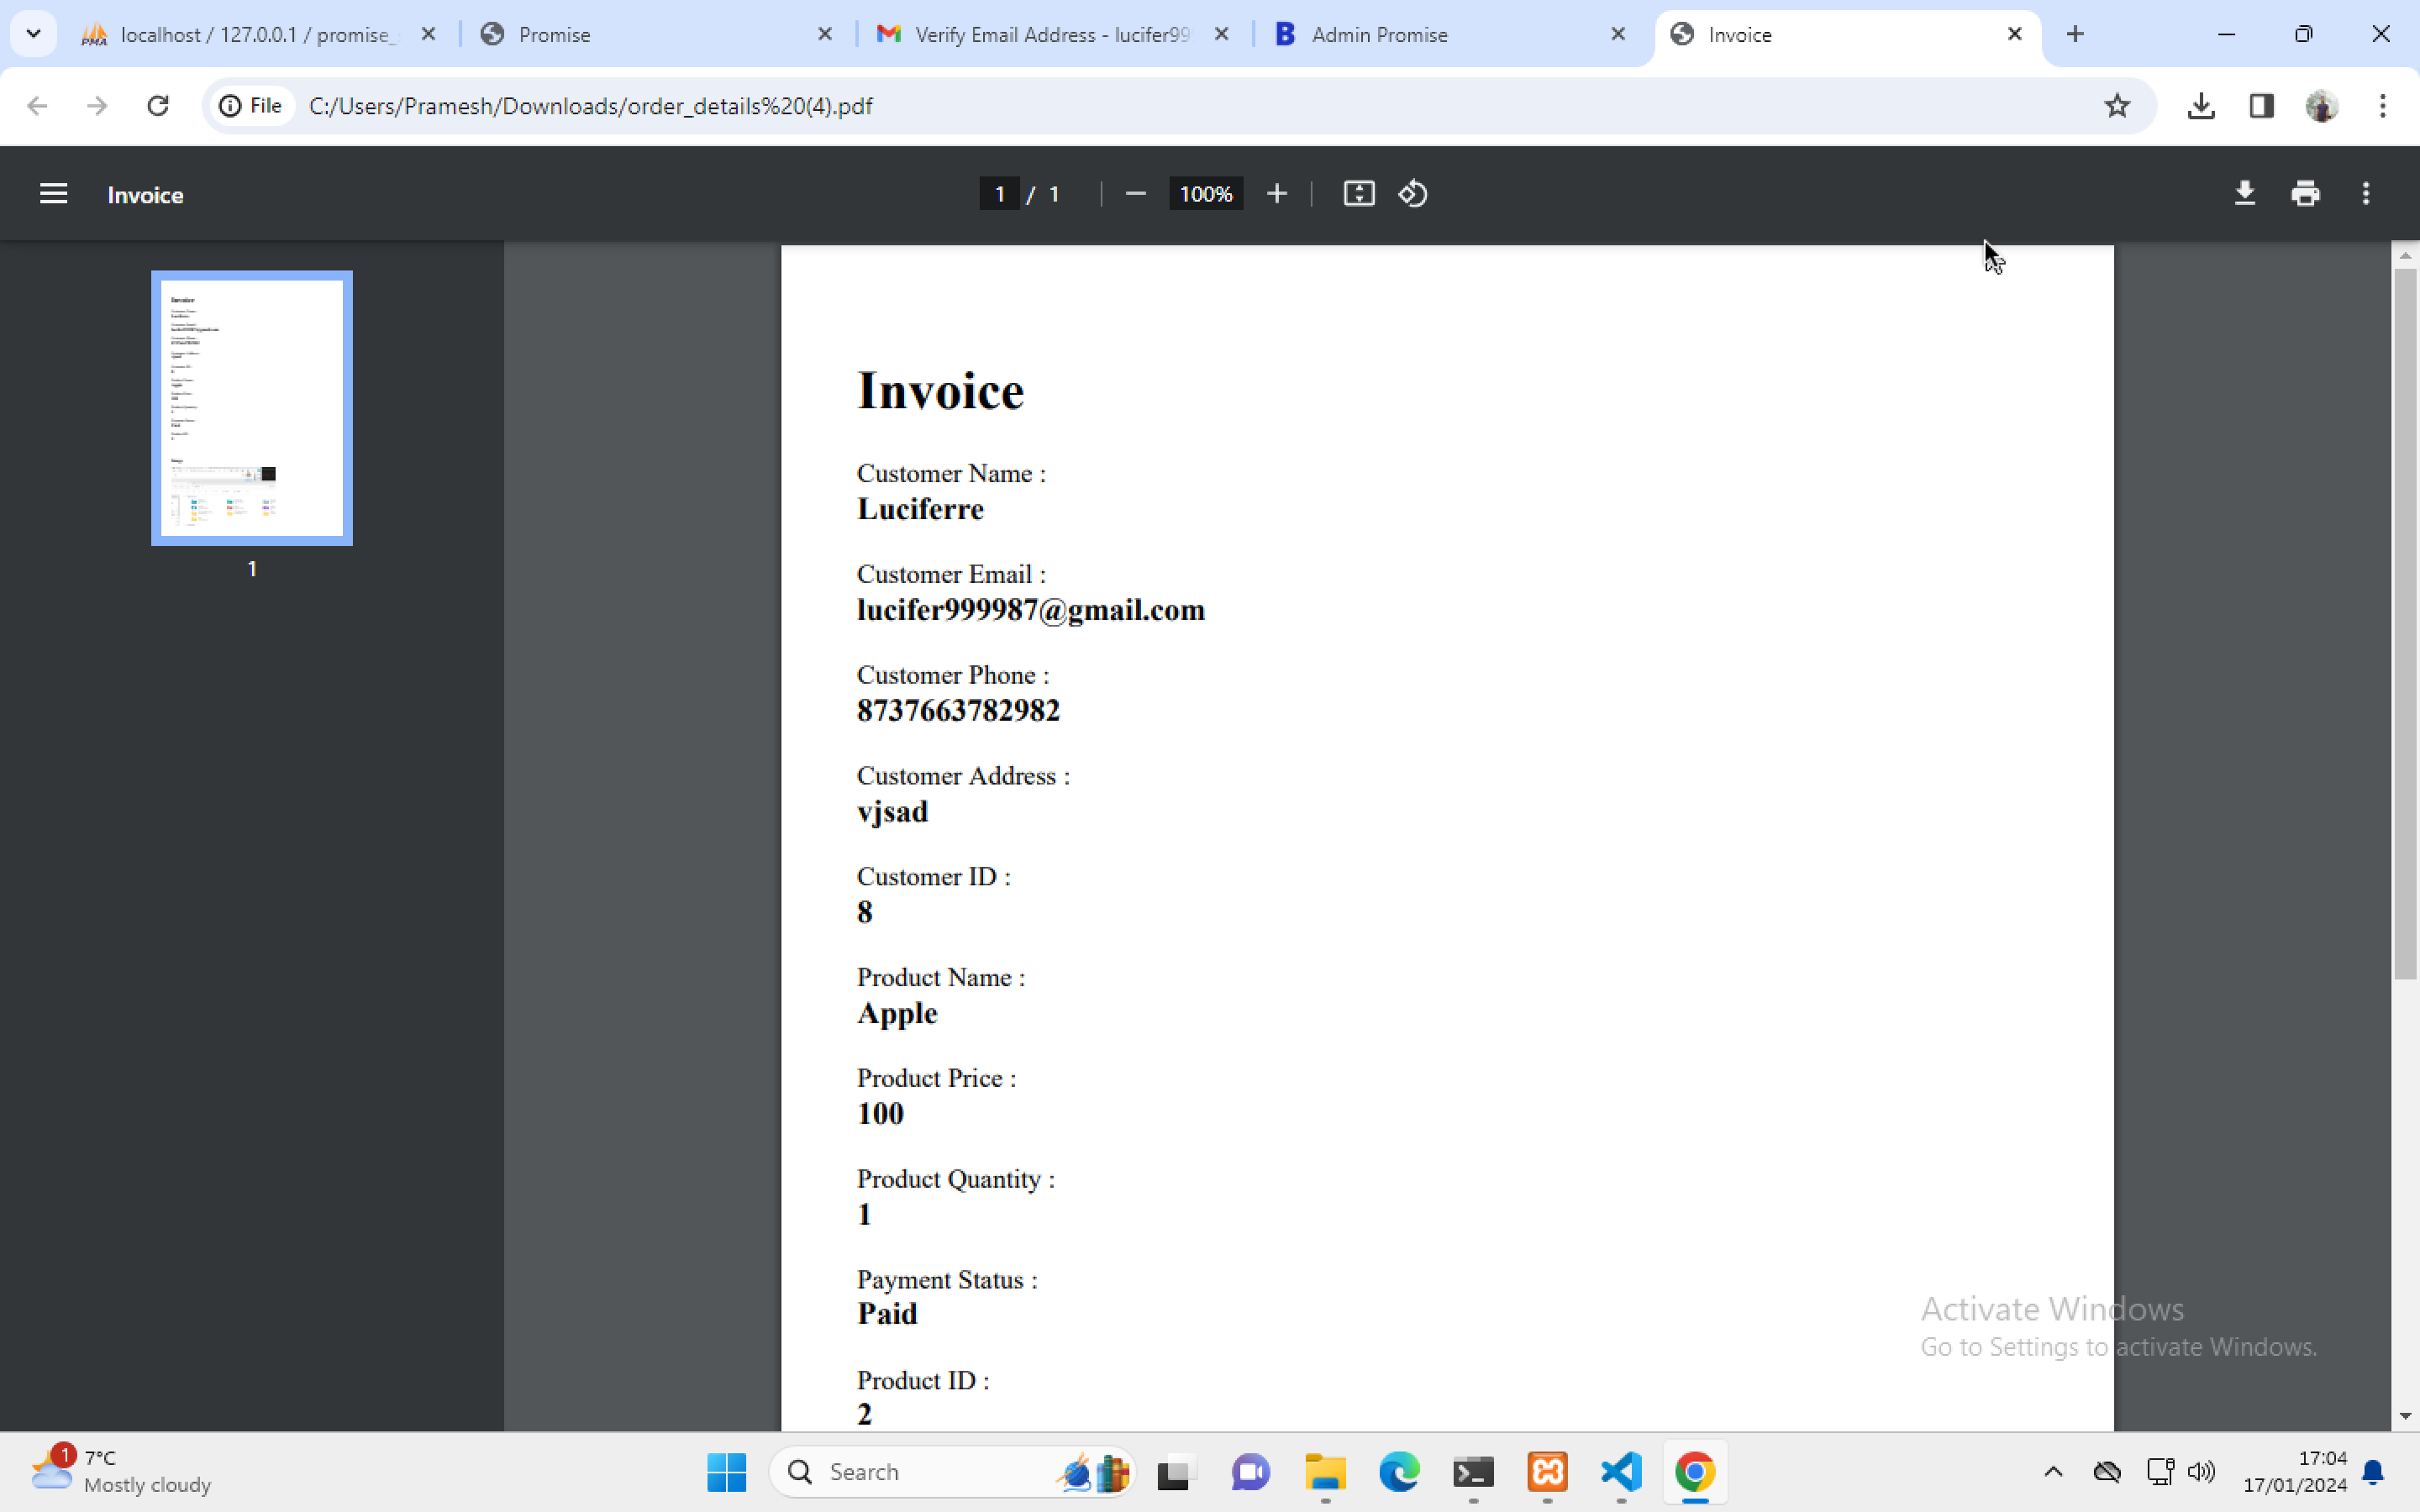 localhost / 127.0.0.1 / promise_
Promise
Verify Email Address - lucifer99
Admin Promise
Invoice
File
C:/Users/Pramesh/Downloads/order_details%20(4).pdf
Invoice
1 / 1
100%
Invoice
Customer Name :
Luciferre
Customer Email :
lucifer999987@gmail.com
Customer Phone :
8737663782982
Customer Address :
vjsad
Customer ID :
8
Product Name :
Apple
Product Price :
100
Product Quantity :
1
Payment Status :
Paid
Product ID :
2
1
Activate Windows
Go to Settings to activate Windows.
1
7°C
Mostly cloudy
Search
17:04
17/01/2024